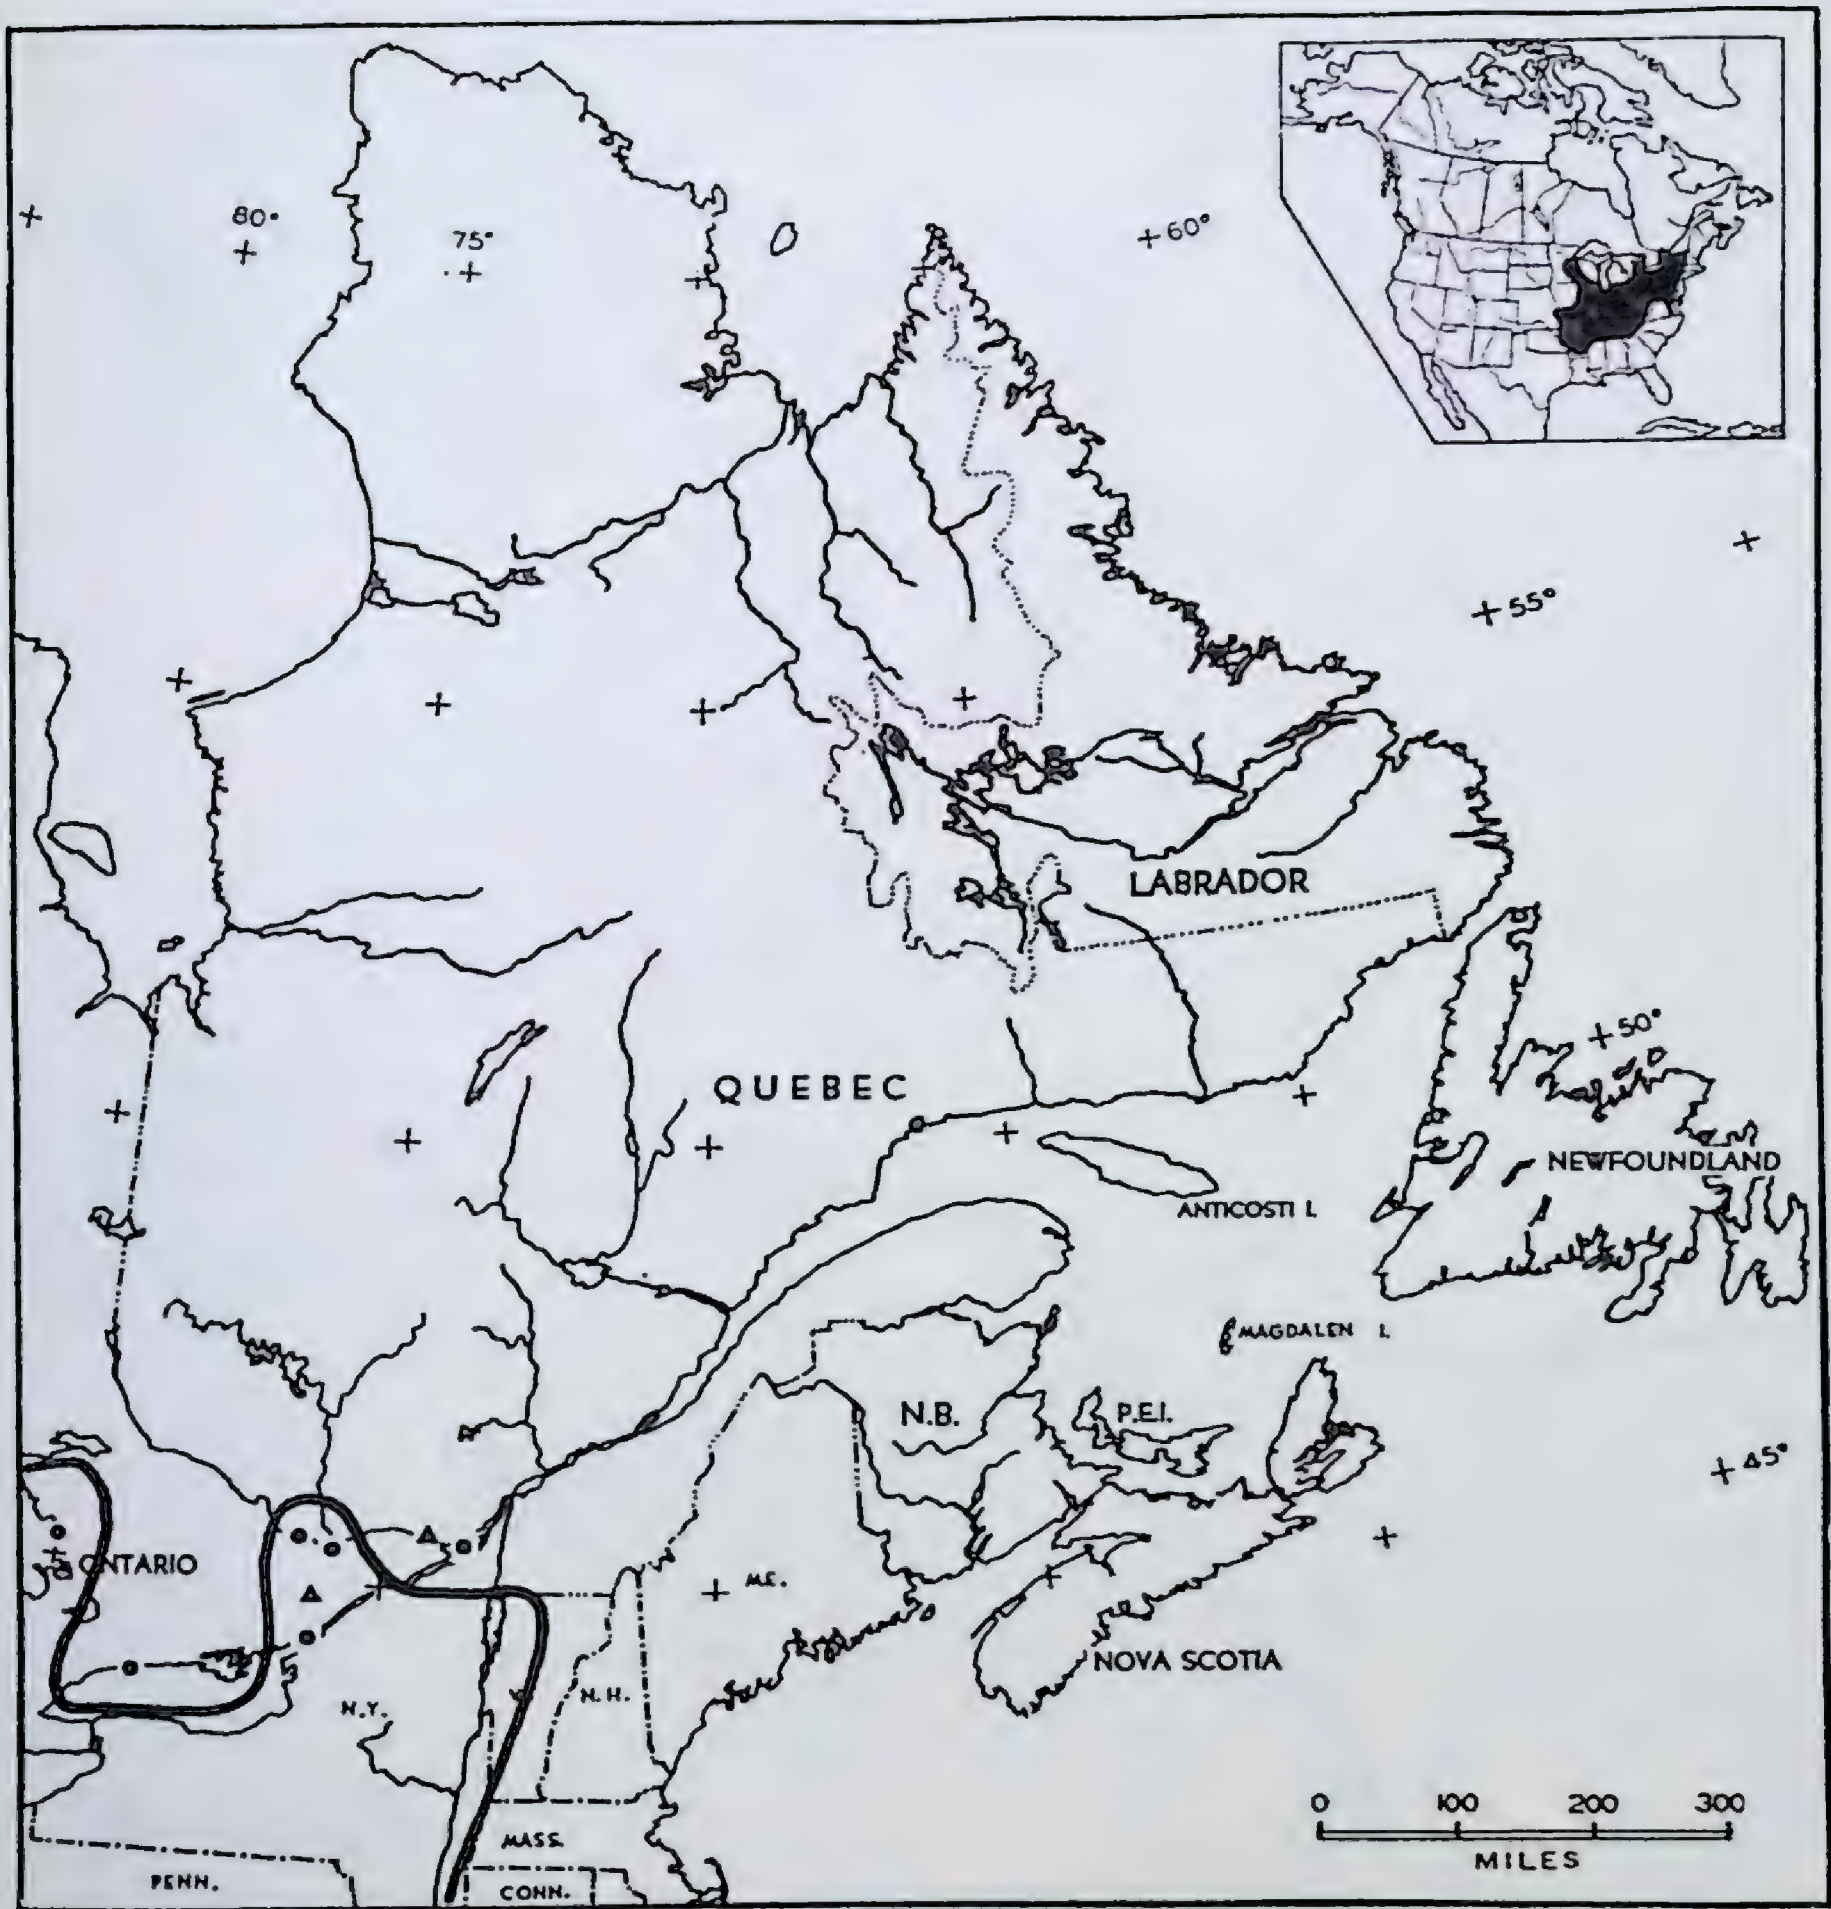 80°
75°
60°
55°
LABRADOR
50°
QUEBEC
NEWFOUNDLAND
ANTICOSTI I.
MAGDALEN I.
N.B.
P.E.I.
45°
ONTARIO
M.E.
NOVA SCOTIA
N.Y.
V
N.H.
0 100 200 300
MILES
MASS.
PENN.
CONN.